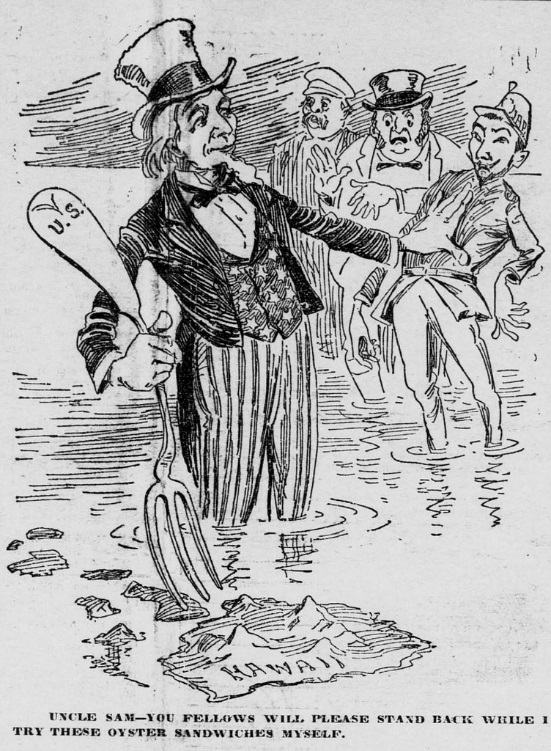 U.S.
HAWAII
UNCLE SAM—YOU FELLOWS WILL PLEASE STAND BACK WHILE I
TRY THESE OYSTER SANDWICHES MYSELF.